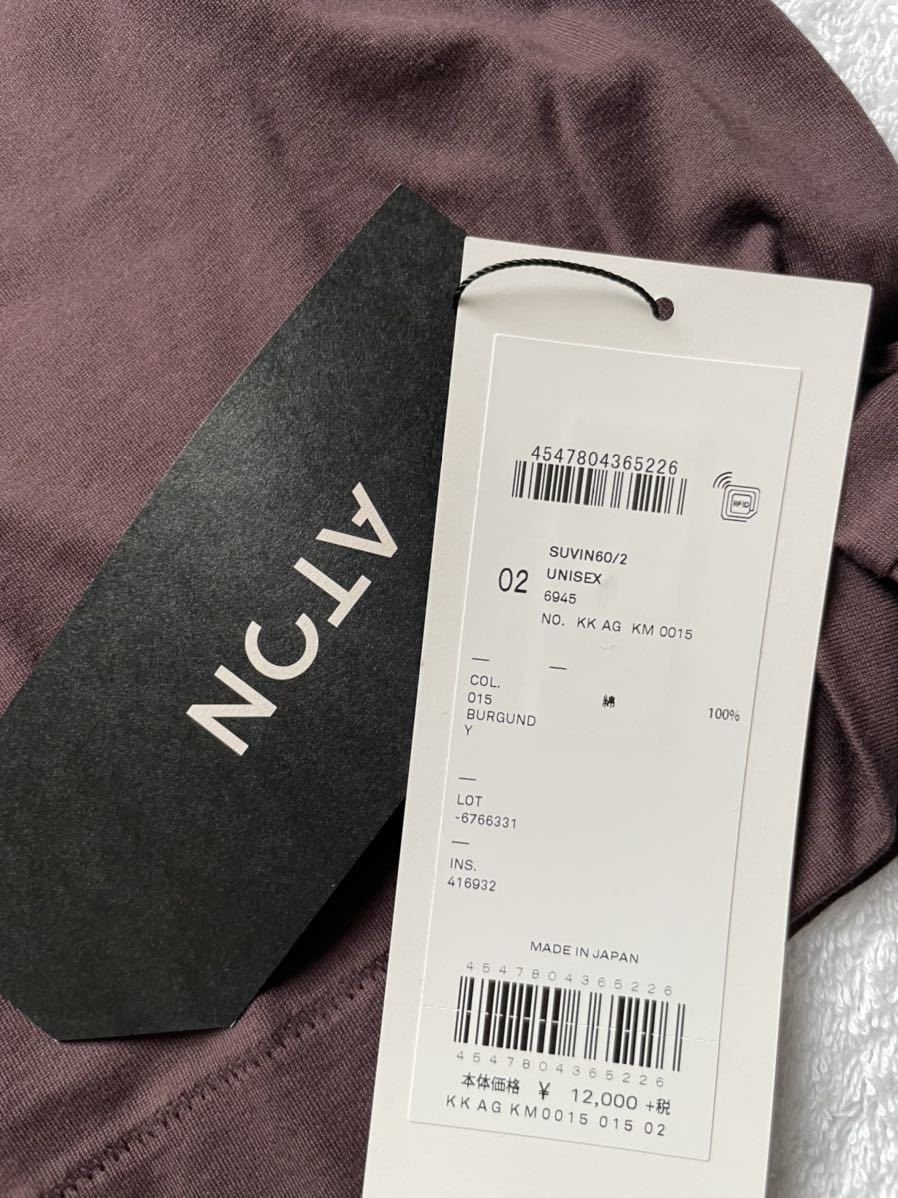 ATON
4547804365226
RFID
02
SUVIN60/2
UNISEX
6945
NO. KK AG KM 0015
COL.
015
BURGUND
Y
綿 100%
LOT
-6766331
INS.
416932
MADE IN JAPAN
4547804365226
4547804365226
本体価格 ¥ 12,000 +税
KK AG KM0015 015 02